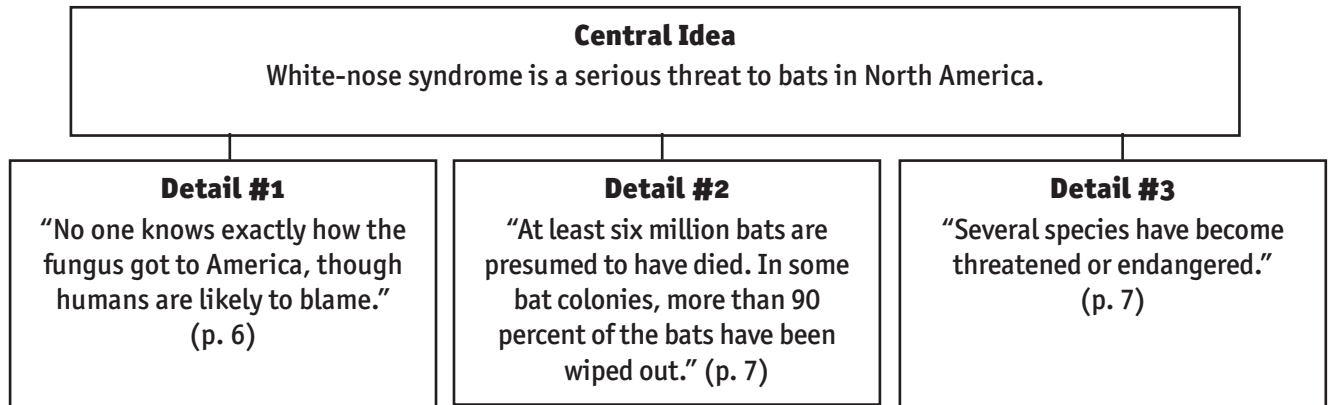 Central Idea
White-nose syndrome is a serious threat to bats in North America.
Detail #1
“No one knows exactly how the
fungus got to America, though
humans are likely to blame.”
(p. 6)
Detail #2
“At least six million bats are
presumed to have died. In some
bat colonies, more than 90
percent of the bats have been
wiped out.” (p. 7)
Detail #3
“Several species have become
threatened or endangered.”
(p. 7)